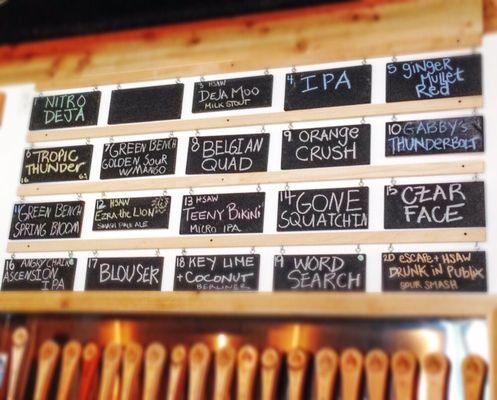 1 NITRO
DEJA
3 HSAW
DEJA MOO
MILK STOUT
4 IPA
5 GiNGER
MULLET
RED
6 TROPIC
THUNDER
7 GREEN BENCH
GOLDEN SOUR
W/MANGO
8 BELGIAN
QUAD
9 ORANGE
CRUSH
10 GABBY'S
THUNDERBOLT
11 GREEN BENCH
SPRING BLOOM
12 HSAW
EZRA THE LION
SMASH PALE ALE
13 HSAW
TEENY BIKINI
MICRO IPA
14 GONE
SQUATCHIN
15 CZAR
FACE
16 ANGRY CHAIR
ASCENSION
IPA
17 BLOUSER
18 KEY LIME
+ COCONUT
BERLINER
19 WORD
SEARCH
20 ESCAPE + HSAW
DRUNK IN PUBLIX
SOUR SMASH